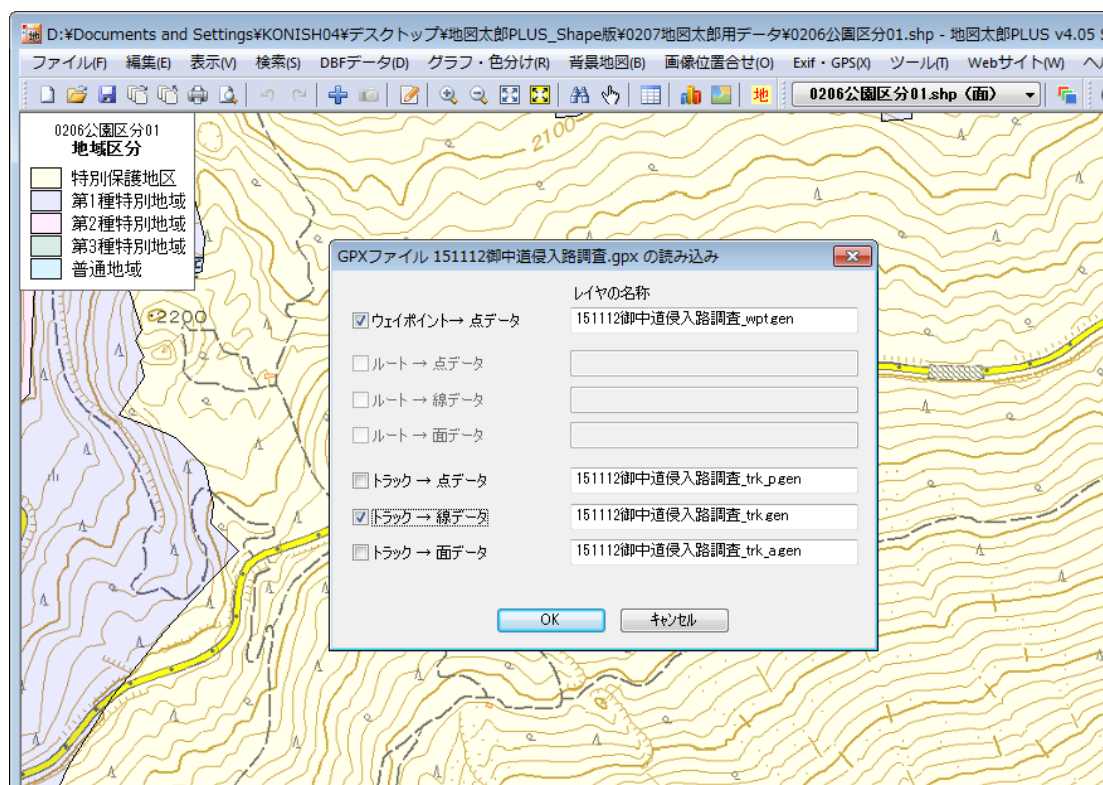 D:¥Documents and Settings¥KONISH04¥デスクトップ¥地図太郎PLUS_Shape版¥0207地図太郎用データ¥0206公園区分01.shp - 地図太郎PLUS v4.05
ファイル(F) 編集(E) 表示(V) 検索(S) DBFデータ(D) グラフ・色分け(R) 背景地図(B) 画像位置合せ(O) Exif・GPS(X) ツール(T) Webサイト(W) ヘル
地 0206公園区分01.shp（面）
0206公園区分01
地域区分
特別保護地区
第1種特別地域
第2種特別地域
第3種特別地域
普通地域
2100
2200
GPXファイル 151112御中道侵入路調査.gpx の読み込み
レイヤの名称
ウェイポイント→ 点データ 151112御中道侵入路調査_wpt.gen
ルート → 点データ
ルート → 線データ
ルート → 面データ
トラック → 点データ 151112御中道侵入路調査_trk_p.gen
トラック → 線データ 151112御中道侵入路調査_trk.gen
トラック → 面データ 151112御中道侵入路調査_trk_a.gen
OK キャンセル